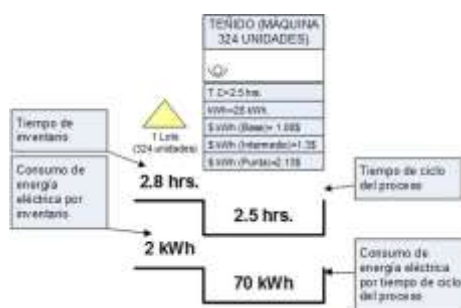 TEÑIDO (MÁQUINA
324 UNIDADES)
T.C=2.5 hrs.
kWh=28 kWh.
$ kWh (Base)= 1.08$
$ kWh (Intermedio)=1.3$
$ kWh (Punta)=2.13$
Tiempo de
inventario
1 Lote
(324 unidades)
Consumo de
energía
eléctrica por
inventario
2.8 hrs.
Tiempo de ciclo
del proceso
2.5 hrs.
2 kWh
Consumo de
energía eléctrica
por tiempo de ciclo
del proceso
70 kWh